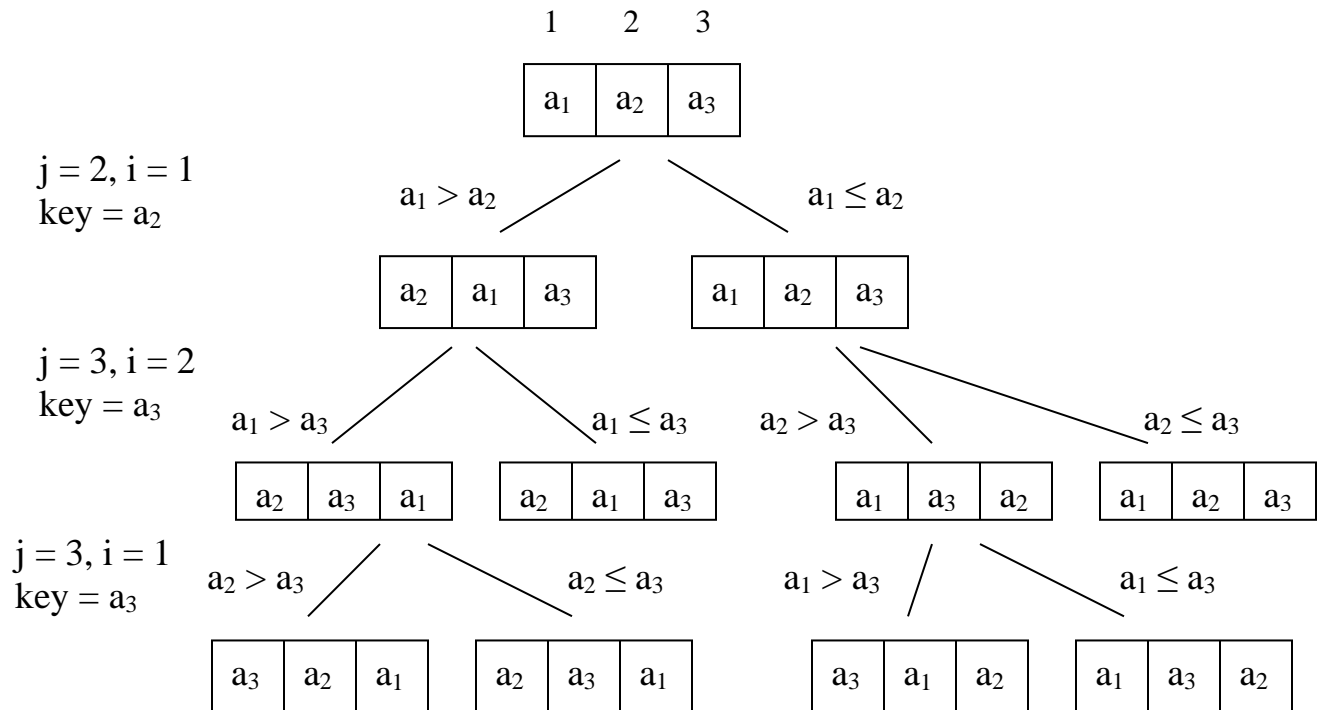 1 2 3
a₁ a₂ a₃
j = 2, i = 1
key = a₂
a₁ > a₂ a₁ ≤ a₂
a₂ a₁ a₃ a₁ a₂ a₃
j = 3, i = 2
key = a₃
a₁ > a₃ a₁ ≤ a₃ a₂ > a₃ a₂ ≤ a₃
a₂ a₃ a₁ a₂ a₁ a₃ a₁ a₃ a₂ a₁ a₂ a₃
j = 3, i = 1
key = a₃
a₂ > a₃ a₂ ≤ a₃ a₁ > a₃ a₁ ≤ a₃
a₃ a₂ a₁ a₂ a₃ a₁ a₃ a₁ a₂ a₁ a₃ a₂